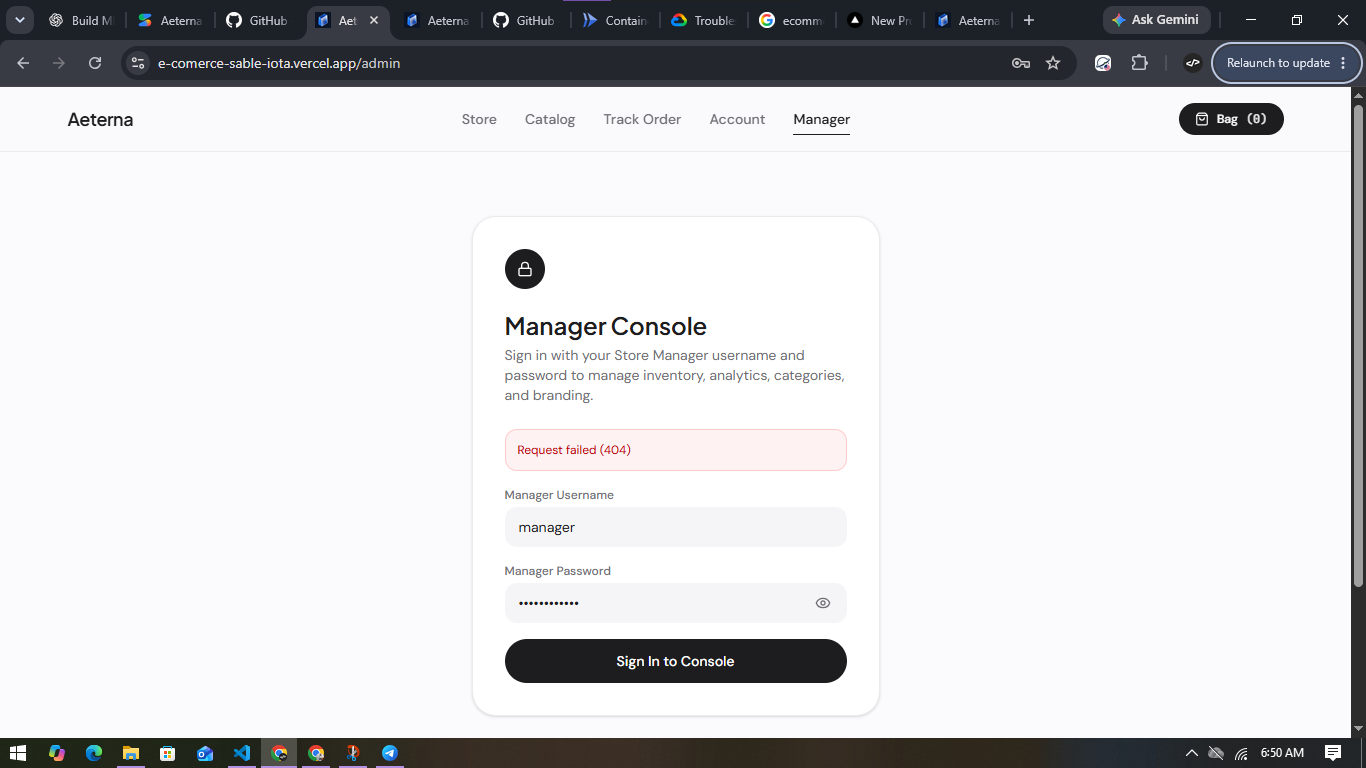 Build M
Aeterna
GitHub
Aet
Aeterna
GitHub
Contain
Trouble
ecomm
New Pr
Aeterna
Ask Gemini
e-comerce-sable-iota.vercel.app/admin
Relaunch to update
Aeterna
Store
Catalog
Track Order
Account
Manager
Bag (0)
Manager Console
Sign in with your Store Manager username and
password to manage inventory, analytics, categories,
and branding.
Request failed (404)
Manager Username
manager
Manager Password
••••••••••••
Sign In to Console
6:50 AM